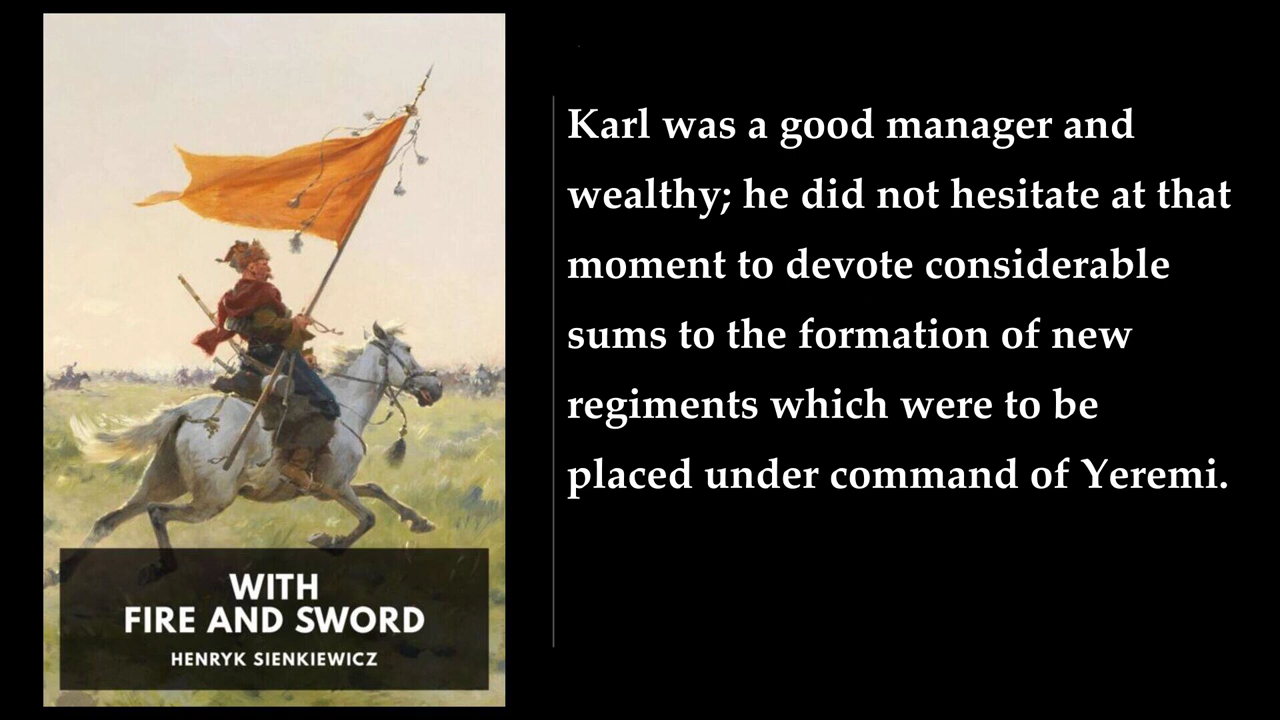 Karl was a good manager and
wealthy; he did not hesitate at that
moment to devote considerable
sums to the formation of new
regiments which were to be
placed under command of Yeremi.
WITH
FIRE AND SWORD
HENRYK SIENKIEWICZ